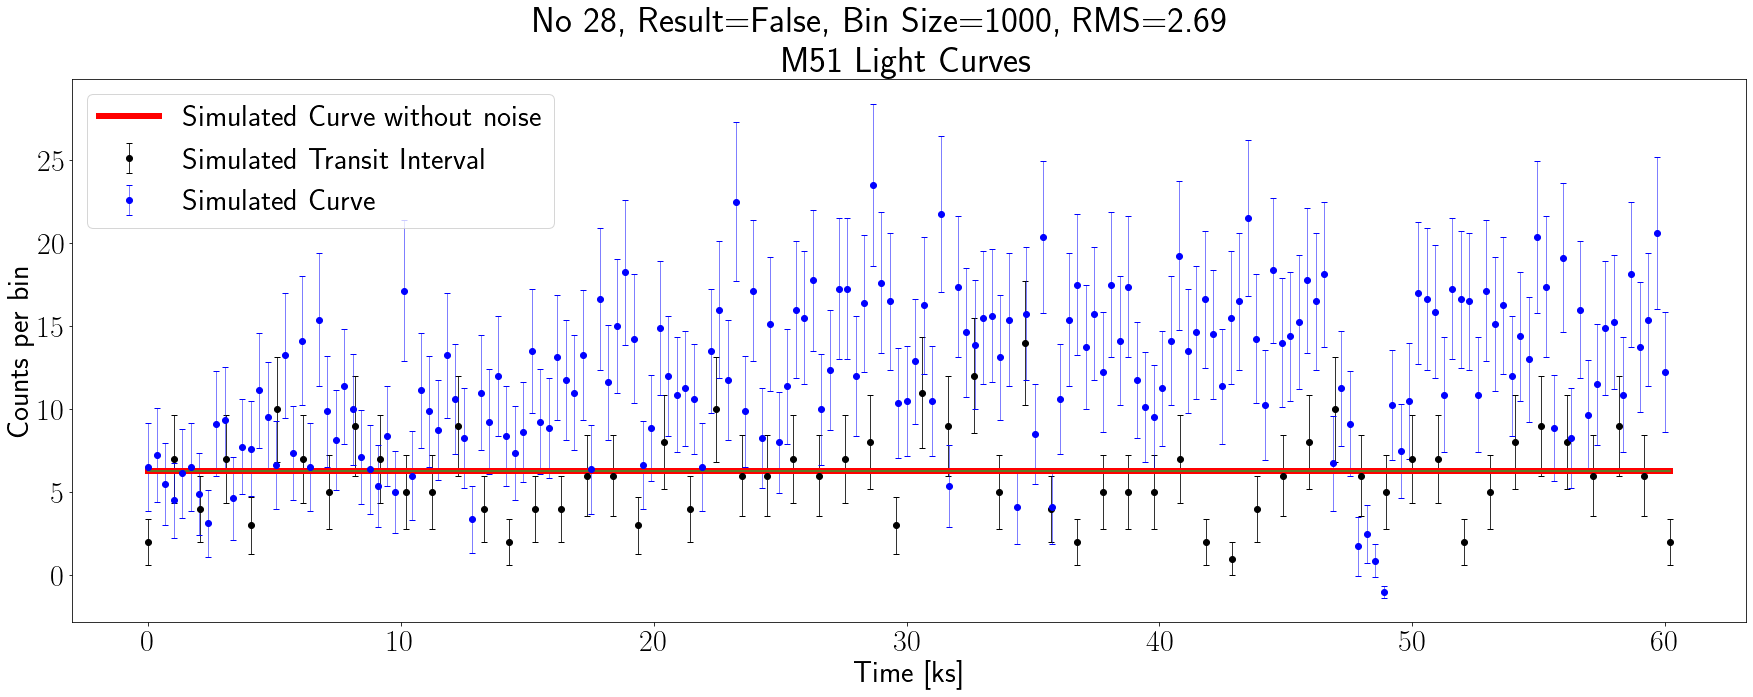 No 28, Result=False, Bin Size=1000, RMS=2.69
M51 Light Curves
Simulated Curve without noise
Simulated Transit Interval
Simulated Curve
Counts per bin
25
20
15
10
5
0
0 10 20 30 40 50 60
Time [ks]